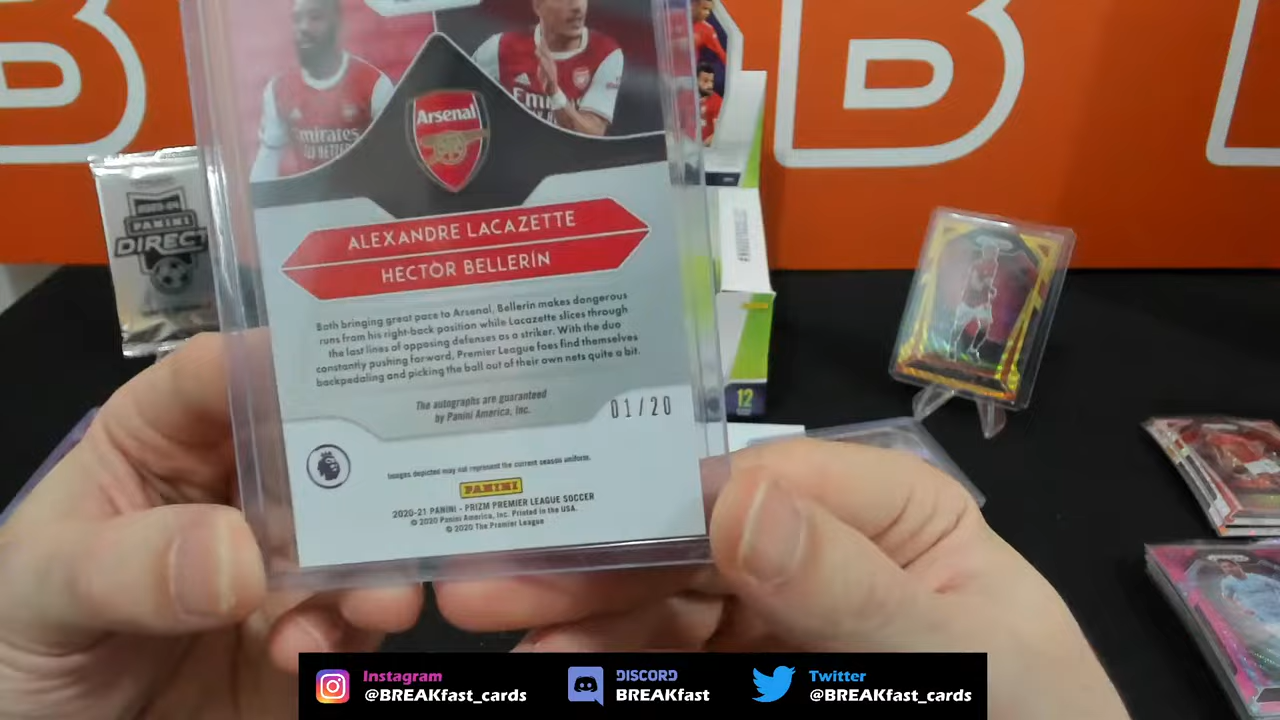 B
B
PANINI
DIRECT
Emirates
Arsenal
ALEXANDRE LACAZETTE
HECTOR BELLERÍN
Both bringing great pace to Arsenal, Bellerin makes dangerous
runs from his right-back position while Lacazette slices through
the last lines of opposing defenses as a striker. With the duo
constantly pushing forward, Premier League foes find themselves
backpedaling and picking the ball out of their own nets quite a bit.
The autographs are guaranteed
by Panini America, Inc.
01/20
12
Images depicted may not represent the current season uniform.
PANINI
2020-21 PANINI - PRIZM PREMIER LEAGUE SOCCER
© 2020 Panini America, Inc. Printed in the USA.
© 2020 The Premier League
Instagram
@BREAKfast_cards
DISCORD
BREAKfast
Twitter
@BREAKfast_cards